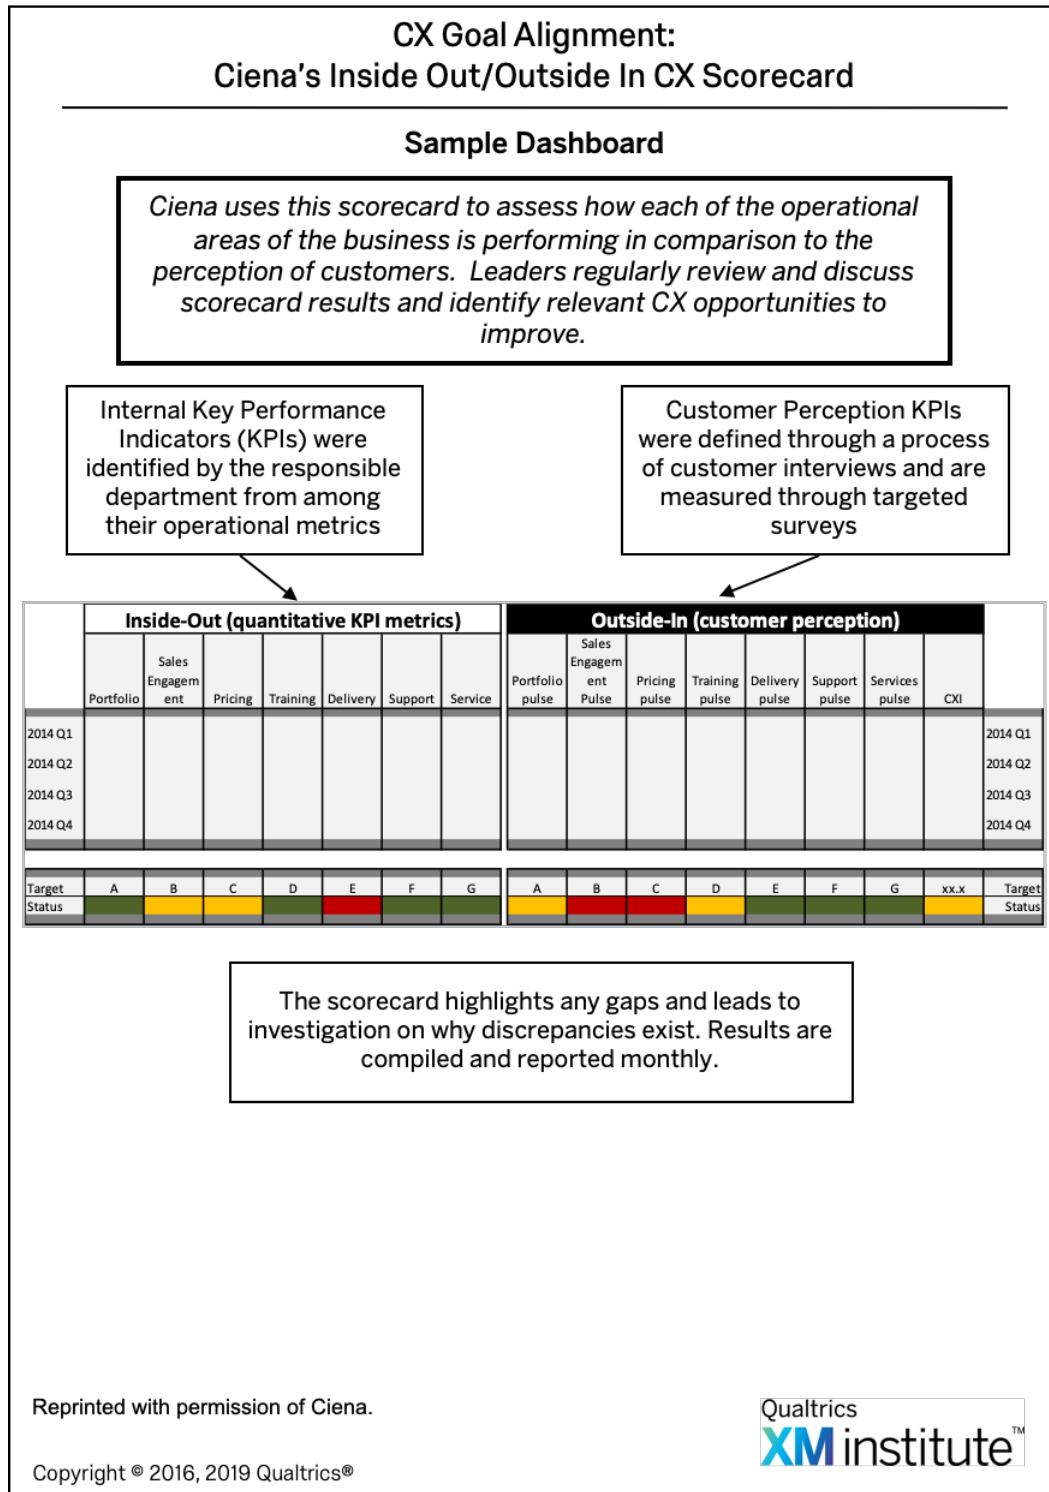 CX Goal Alignment:
Ciena's Inside Out/Outside In CX Scorecard
Sample Dashboard
Ciena uses this scorecard to assess how each of the operational
areas of the business is performing in comparison to the
perception of customers.  Leaders regularly review and discuss
scorecard results and identify relevant CX opportunities to
improve.
Internal Key Performance
Indicators (KPIs) were
identified by the responsible
department from among
their operational metrics
Customer Perception KPIs
were defined through a process
of customer interviews and are
measured through targeted
surveys
Inside-Out (quantitative KPI metrics)
Outside-In (customer perception)
Portfolio
Sales
Engagem
ent
Pricing
Training
Delivery
Support
Service
Portfolio
pulse
Sales
Engagem
ent
Pulse
Pricing
pulse
Training
pulse
Delivery
pulse
Support
pulse
Services
pulse
CXI
2014 Q1 2014 Q1
2014 Q2 2014 Q2
2014 Q3 2014 Q3
2014 Q4 2014 Q4
Target A B C D E F G A B C D E F G xx.x Target
Status Status
The scorecard highlights any gaps and leads to
investigation on why discrepancies exist. Results are
compiled and reported monthly.
Reprinted with permission of Ciena.
Copyright © 2016, 2019 Qualtrics®
Qualtrics
XM institute™